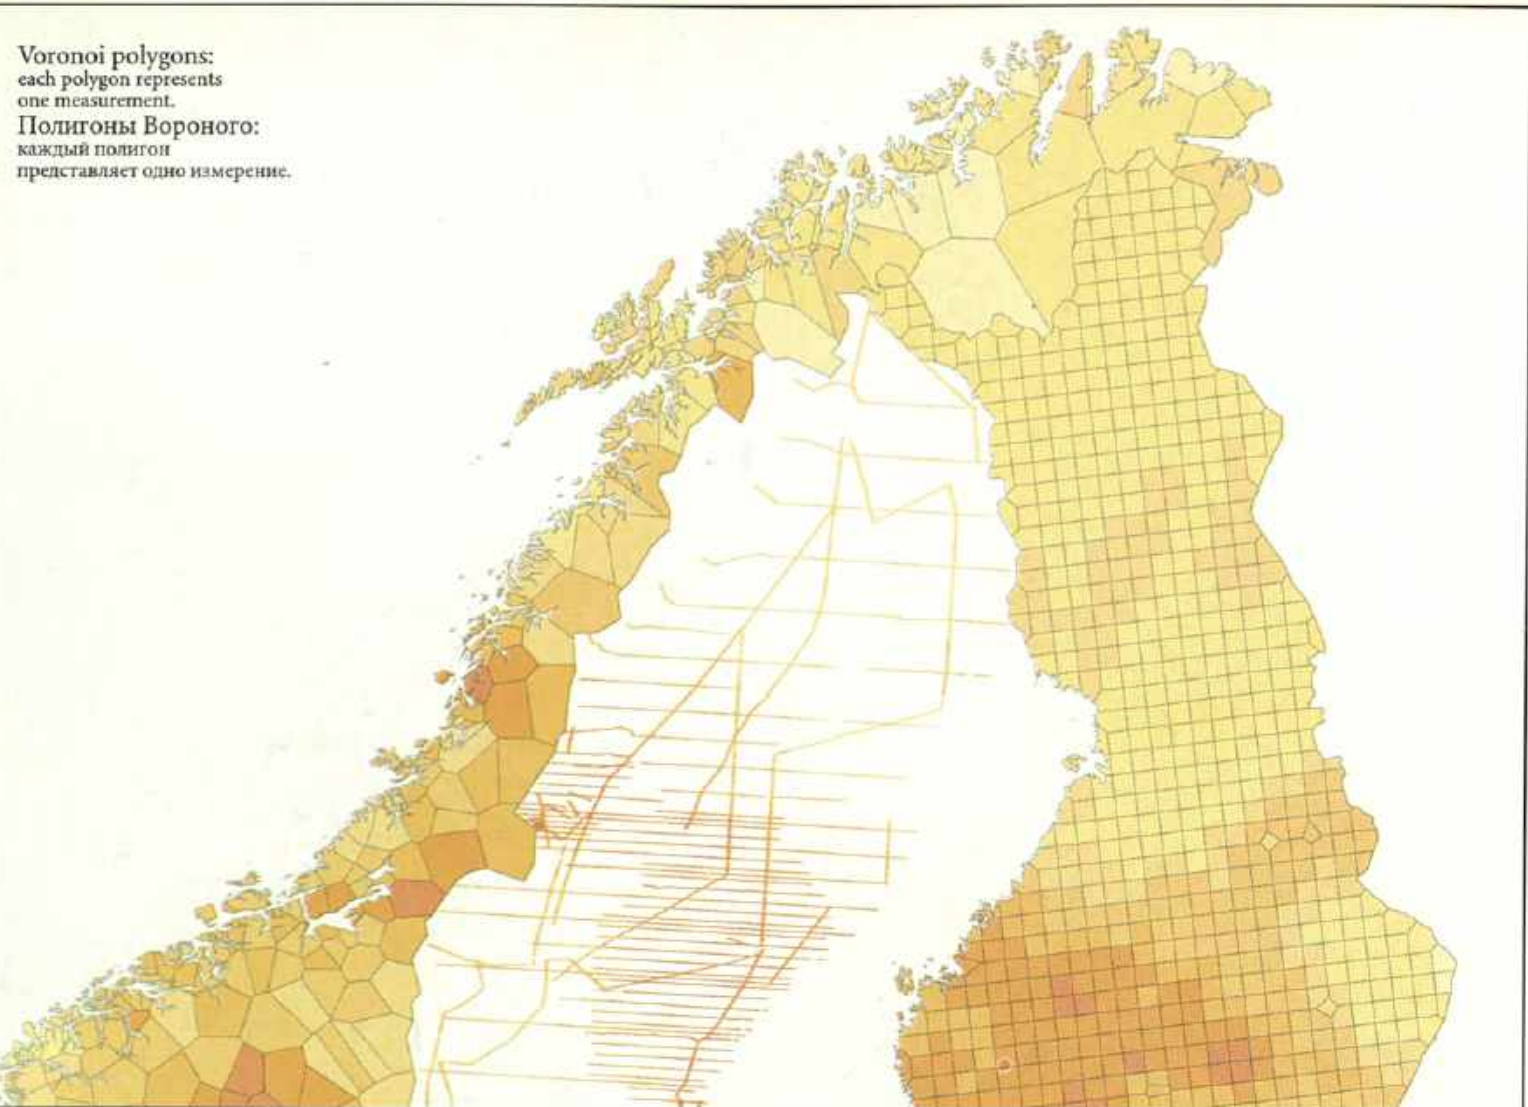 Voronoi polygons:
each polygon represents
one measurement.
Полигоны Вороного:
каждый полигон
представляет одно измерение.